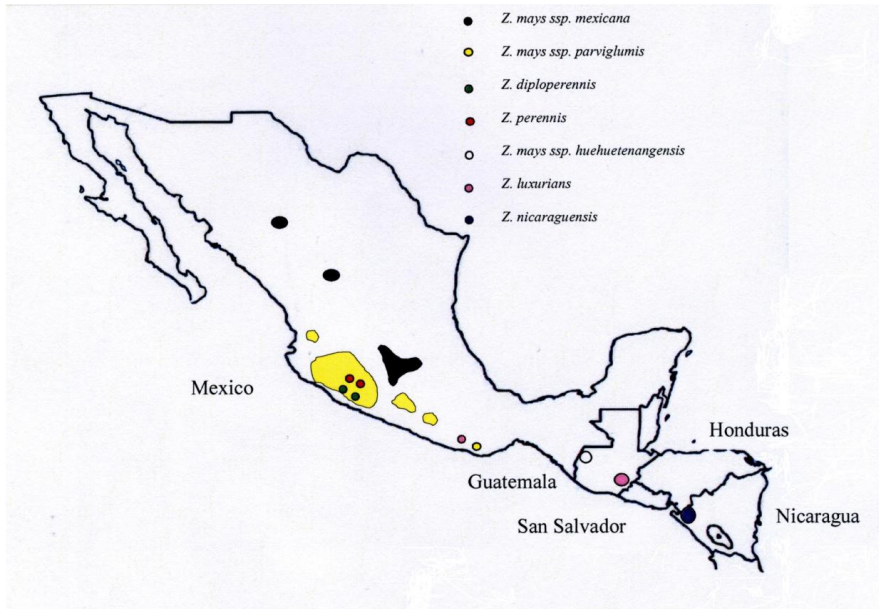 Z. mays ssp. mexicana
Z. mays ssp. parviglumis
Z. diploperennis
Z. perennis
Z. mays ssp. huehuetenangensis
Z. luxurians
Z. nicaraguensis
Mexico
Honduras
Guatemala
San Salvador
Nicaragua